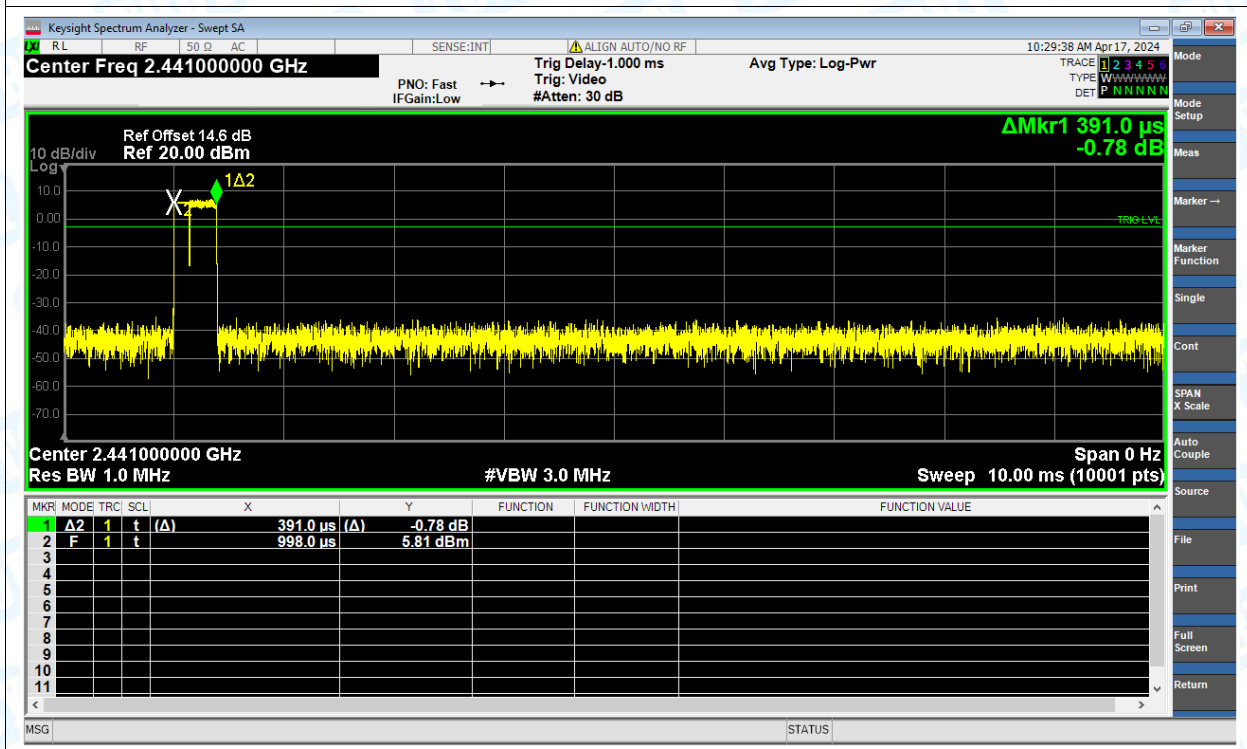 Keysight Spectrum Analyzer - Swept SA
LXI RL RF 50 Ω AC SENSE:INT ALIGN AUTO/NO RF 10:29:38 AM Apr 17, 2024
Center Freq 2.441000000 GHz
PNO: Fast
IFGain:Low
Trig Delay-1.000 ms
Trig: Video
#Atten: 30 dB
Avg Type: Log-Pwr
TRACE 1 2 3 4 5 6
TYPE WWWWWW
DET P N N N N N
ΔMkr1 391.0 µs
-0.78 dB
Ref Offset 14.6 dB
10 dB/div Ref 20.00 dBm
Log
1Δ2
X2
10.0
0.00
TRIG LVL
-10.0
-20.0
-30.0
-40.0
-50.0
-60.0
-70.0
Center 2.441000000 GHz Span 0 Hz
Res BW 1.0 MHz #VBW 3.0 MHz Sweep 10.00 ms (10001 pts)
MKR MODE TRC SCL X Y FUNCTION FUNCTION WIDTH FUNCTION VALUE
1 Δ2 1 t (Δ) 391.0 µs (Δ) -0.78 dB
2 F 1 t 998.0 µs 5.81 dBm
3
4
5
6
7
8
9
10
11
MSG STATUS
Mode
Mode
Setup
Meas
Marker →
Marker
Function
Single
Cont
SPAN
X Scale
Auto
Couple
Source
File
Print
Full
Screen
Return